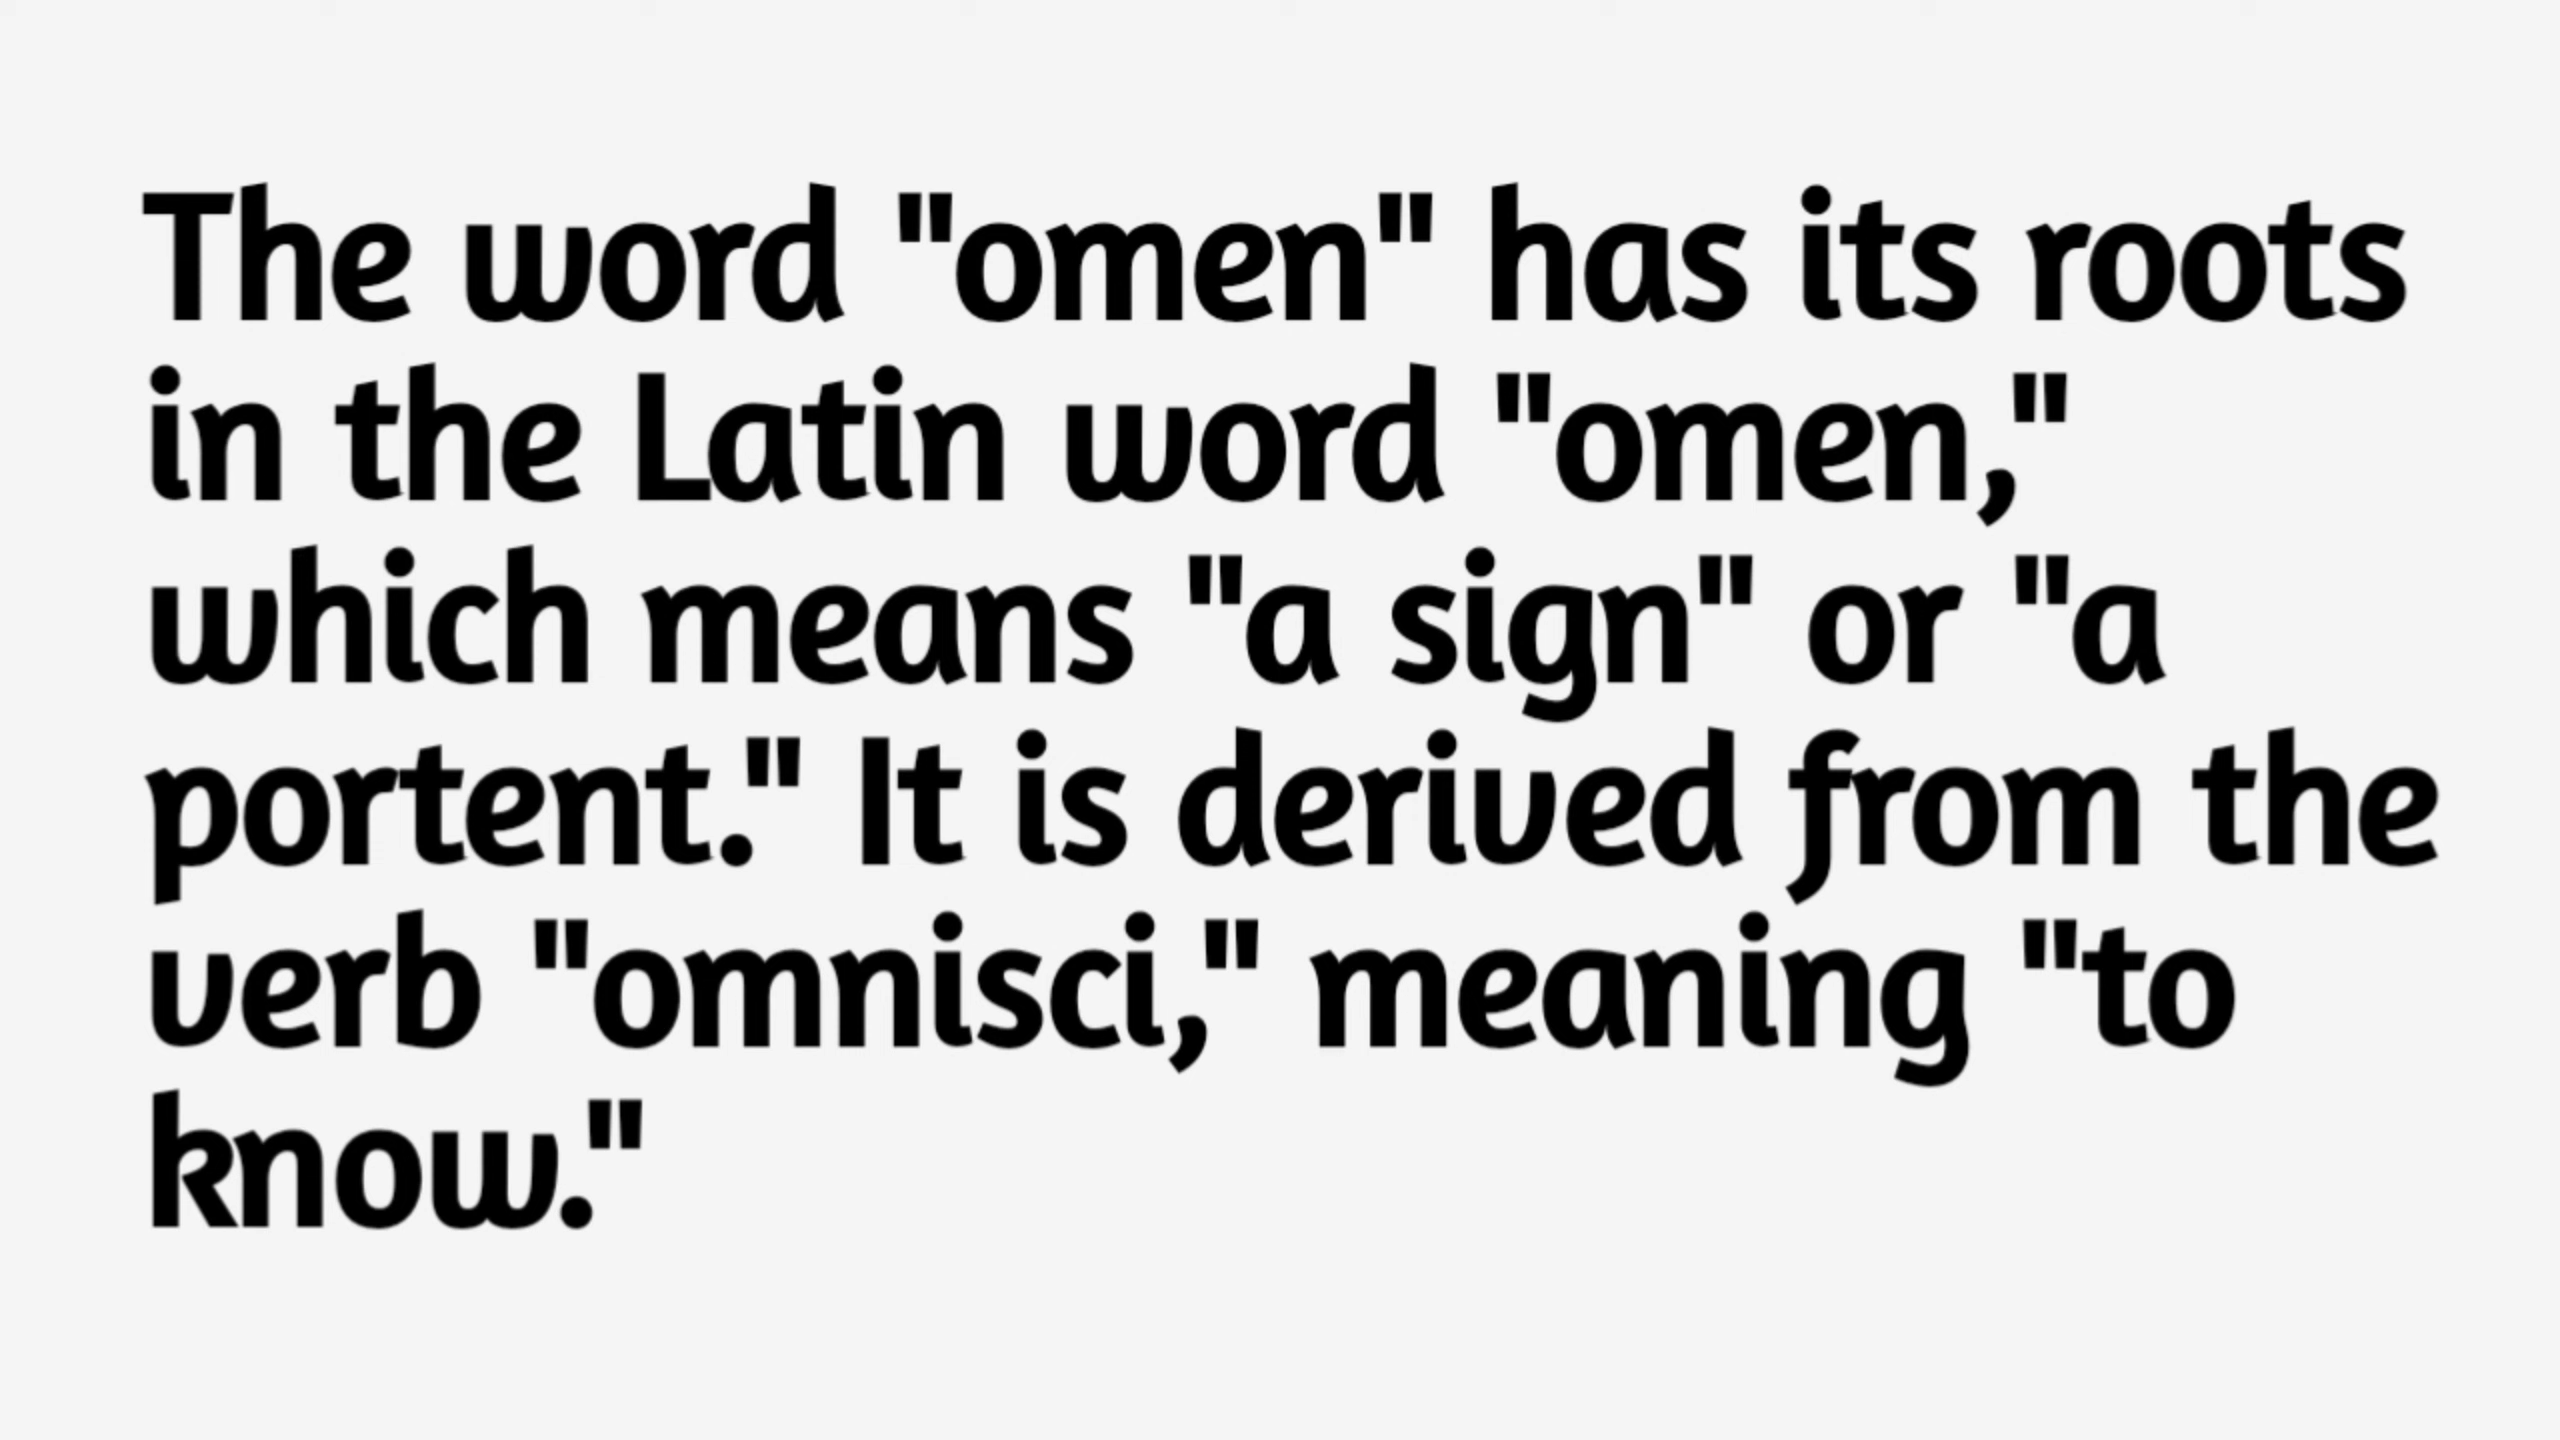 The word "omen" has its roots
in the Latin word "omen,"
which means "a sign" or "a
portent." It is derived from the
verb "omnisci," meaning "to
know."